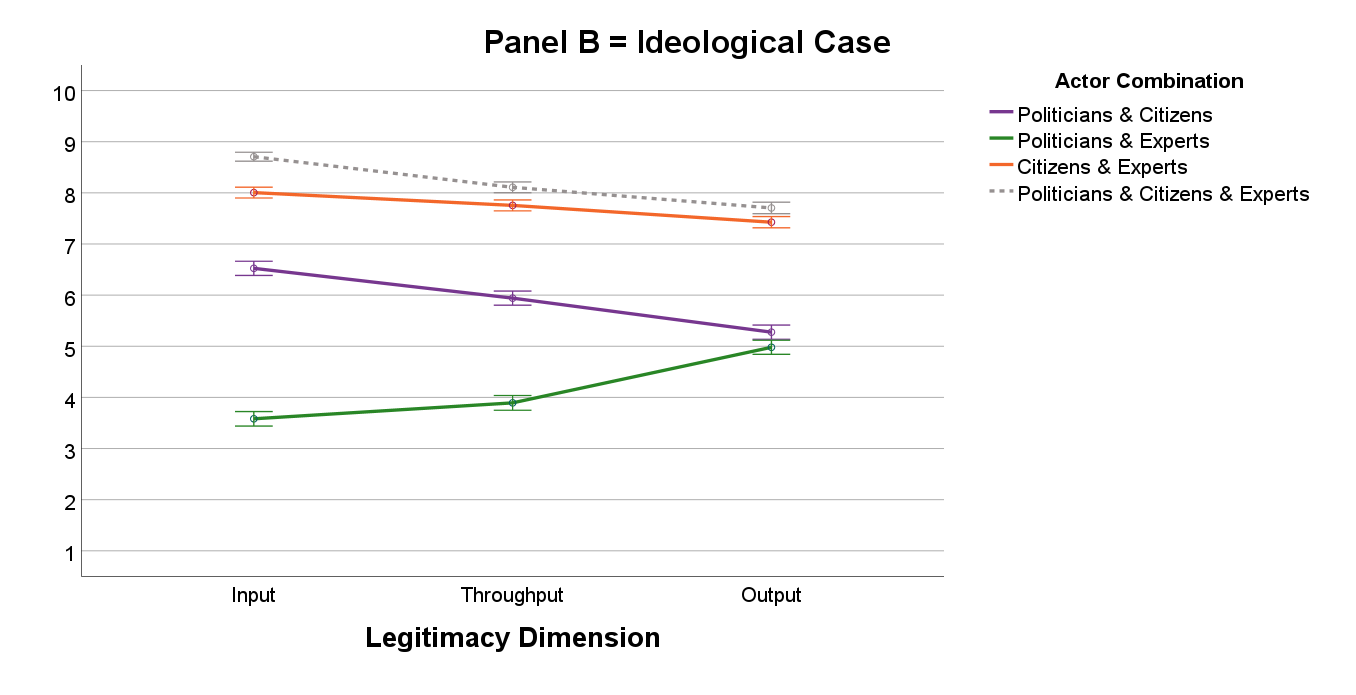 Panel B = Ideological Case
Actor Combination
Politicians & Citizens
Politicians & Experts
Citizens & Experts
Politicians & Citizens & Experts
10
9
8
7
6
5
4
3
2
1
Input Throughput Output
Legitimacy Dimension